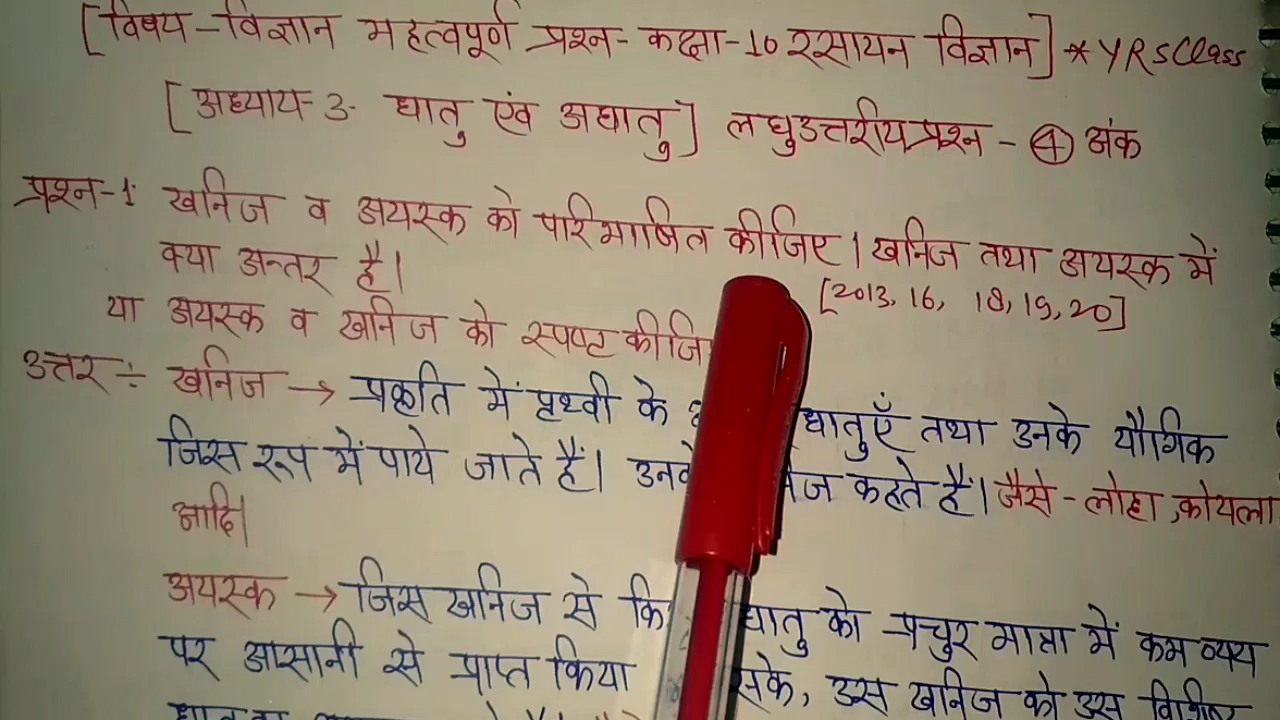 [विषय-विज्ञान महत्वपूर्ण प्रश्न- कक्षा-10 रसायन विज्ञान] * YRS Class
[अध्याय-3- धातु एवं अधातु] लघुउत्तरीय प्रश्न - ④ अंक
प्रश्न-1: खनिज व अयस्क को परिभाषित कीजिए। खनिज तथा अयस्क में
क्या अन्तर है।
[2013, 16, 18, 19, 20]
या अयस्क व खनिज को स्पष्ट
उत्तर ÷ खनिज → प्रकृति में पृथ्वी के धातुएँ तथा उनके यौगिक
जिस रूप में पाये जाते हैं। कहते हैं। जैसे - लोहा, कोयला
आदि।
अयस्क → जिस खनिज से धातु को प्रचुर मात्रा में कम व्यय
पर आसानी से प्राप्त किया सके, उस खनिज को उस